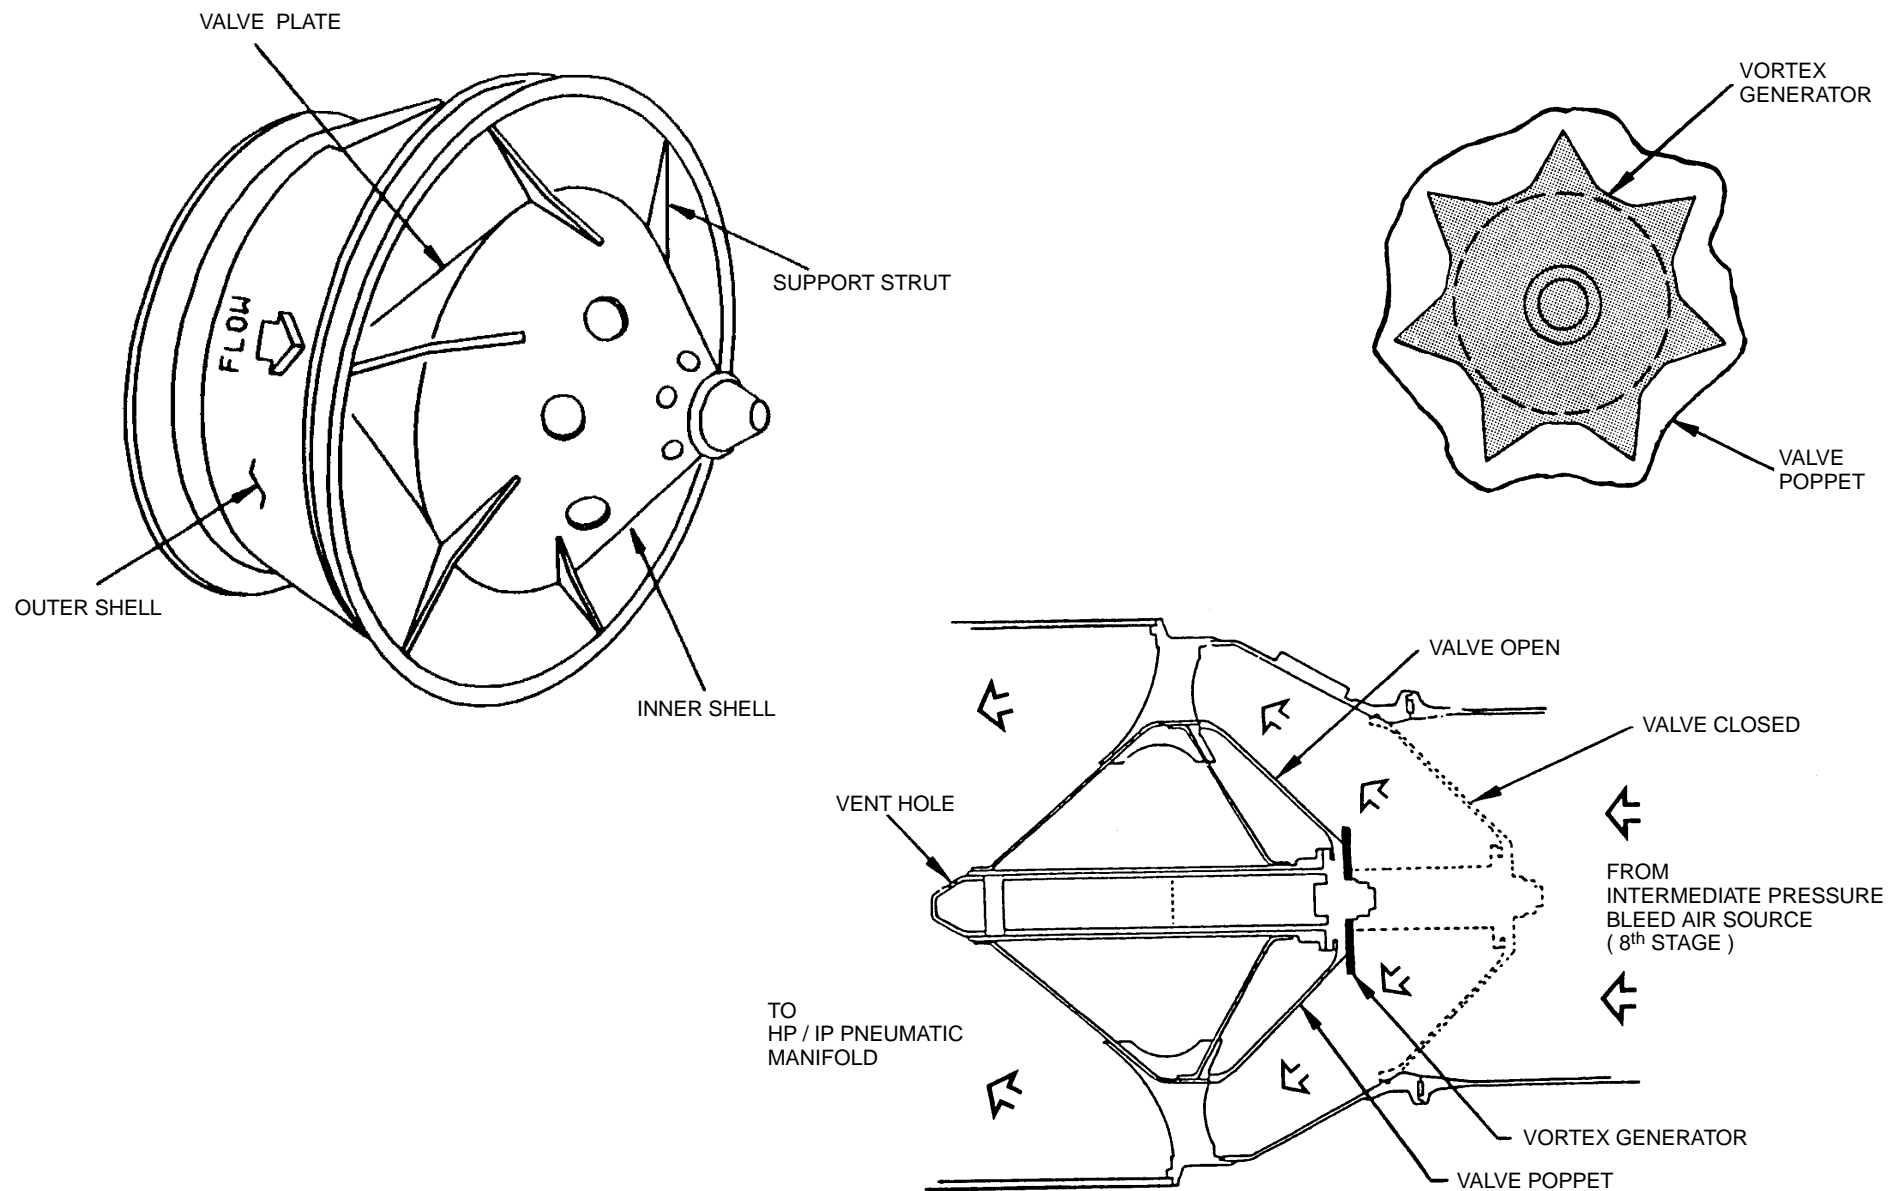 VALVE PLATE
VORTEX
GENERATOR
SUPPORT STRUT
FLOW
VALVE
POPPET
OUTER SHELL
INNER SHELL
VALVE OPEN
VALVE CLOSED
VENT HOLE
FROM
INTERMEDIATE PRESSURE
BLEED AIR SOURCE
( 8th STAGE )
TO
HP / IP PNEUMATIC
MANIFOLD
VORTEX GENERATOR
VALVE POPPET